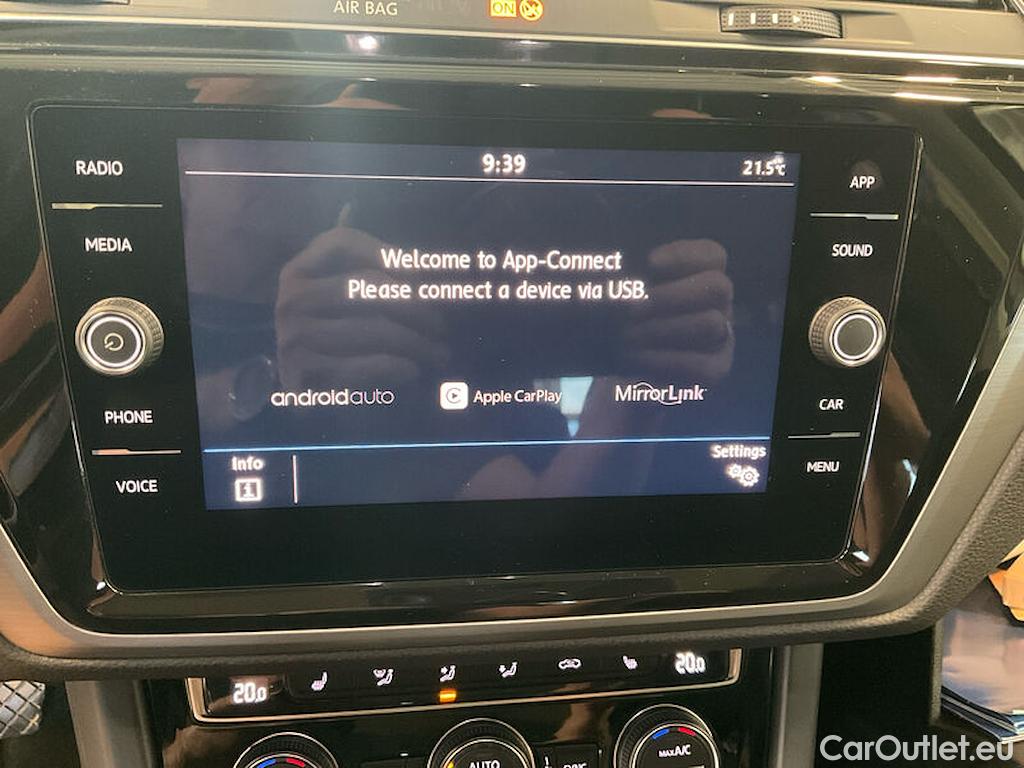 AIR BAG
ON
RADIO
MEDIA
PHONE
VOICE
9:39
21.5°C
Welcome to App-Connect
Please connect a device via USB.
androidauto
Apple CarPlay
MirrorLink
Info
Settings
APP
SOUND
CAR
MENU
20.0
20.0
AUTO
MAX A/C
CarOutlet.eu